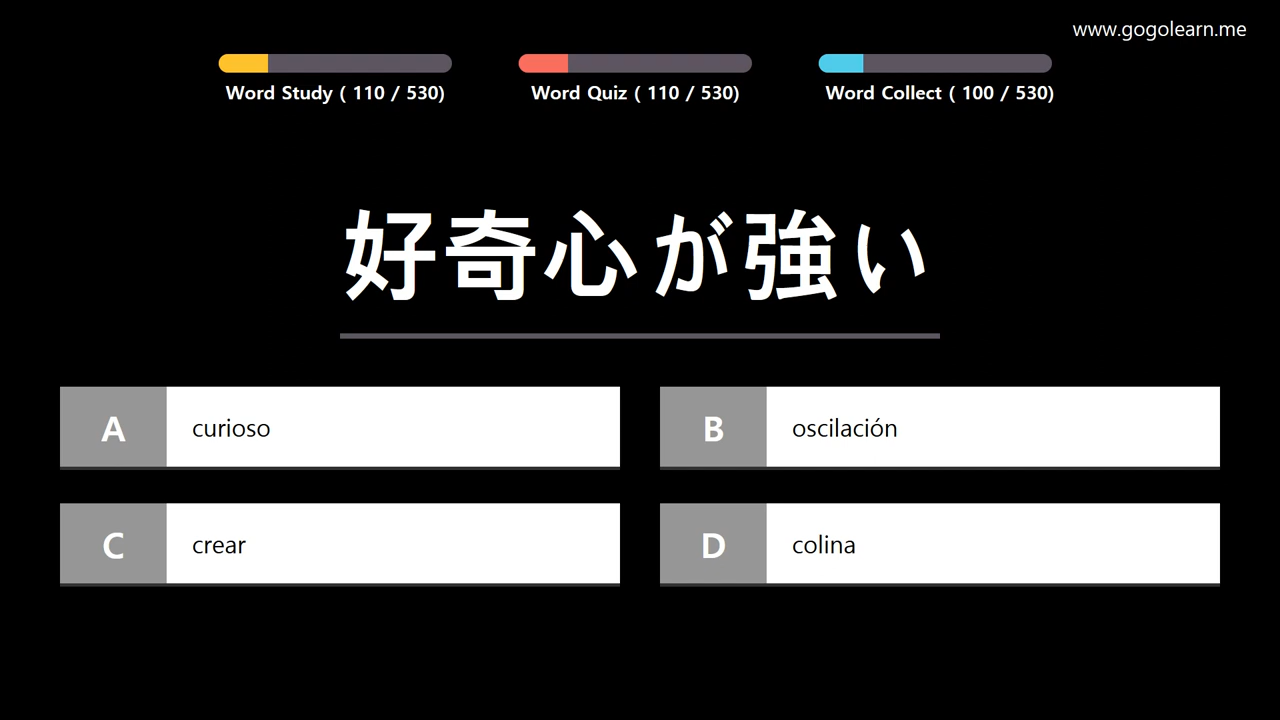 www.gogolearn.me
Word Study ( 110 / 530)
Word Quiz ( 110 / 530)
Word Collect ( 100 / 530)
好奇心が強い
A curioso
B oscilación
C crear
D colina